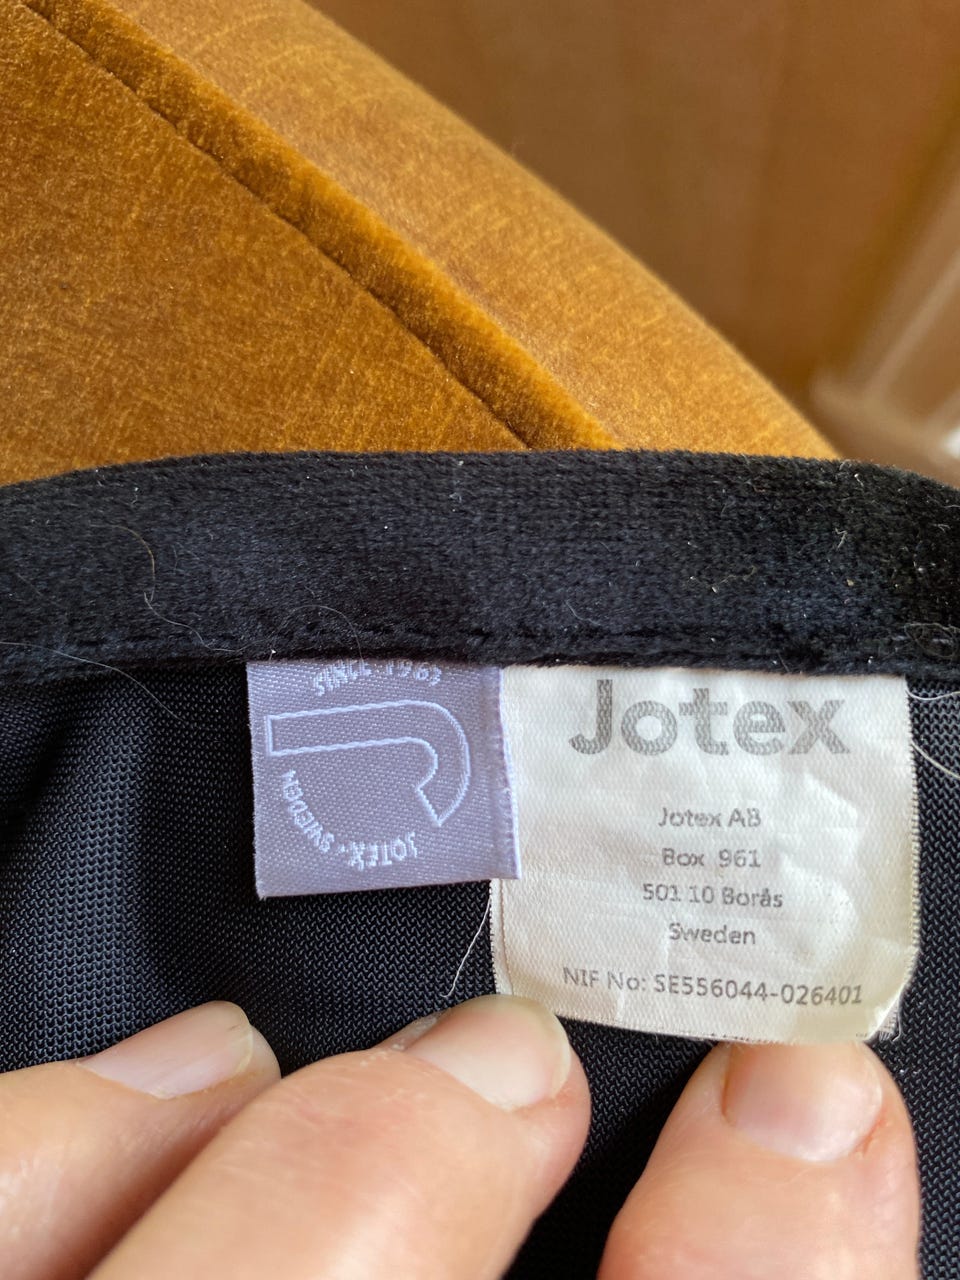 SINCE 1963
JOTEX, SWEDEN
Jotex
Jotex AB
Box 961
501 10 Borås
Sweden
NIF No: SE556044-026401